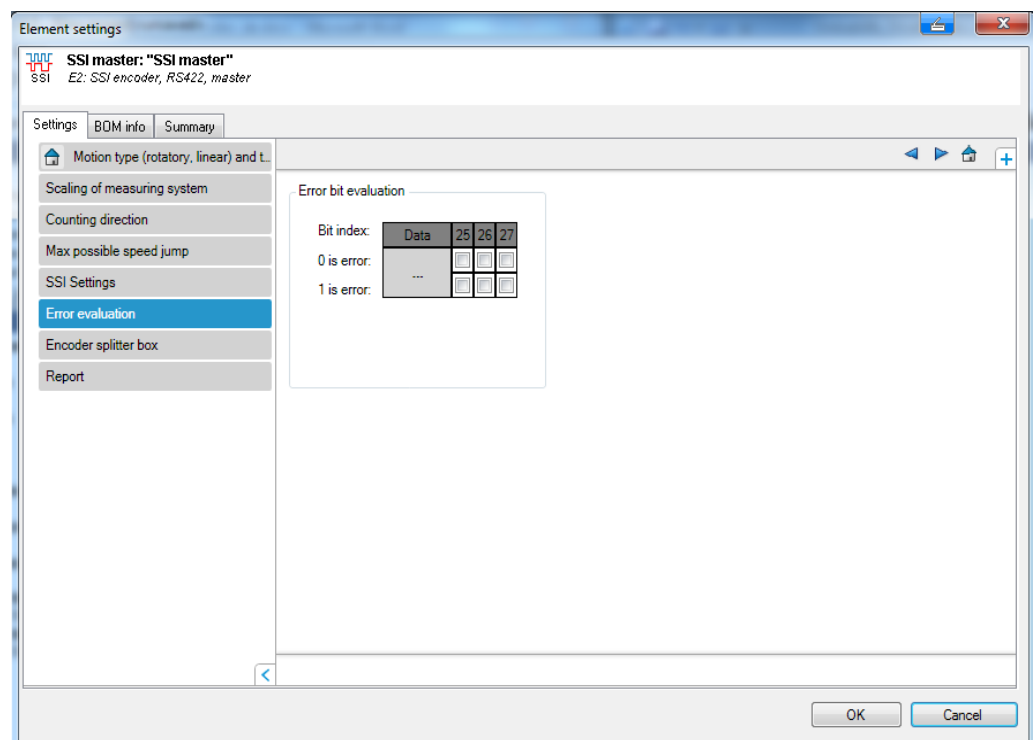 Element settings
SSI master: "SSI master"
SSI E2: SSI encoder, RS422, master
Settings BOM info Summary
Motion type (rotatory, linear) and t...
Scaling of measuring system
Counting direction
Max possible speed jump
SSI Settings
Error evaluation
Encoder splitter box
Report
Error bit evaluation
Bit index: Data 25 26 27
0 is error:
...
1 is error:
OK Cancel